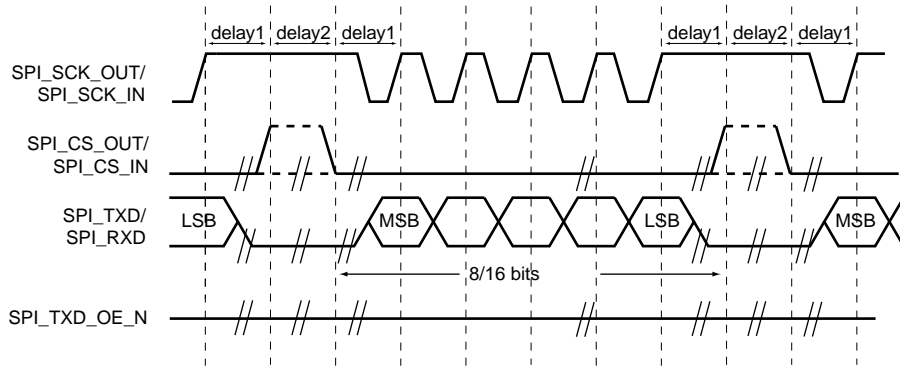 delay1 delay2 delay1 delay1 delay2 delay1
SPI_SCK_OUT/
SPI_SCK_IN
SPI_CS_OUT/
SPI_CS_IN
SPI_TXD/
SPI_RXD
LSB MSB LSB MSB
8/16 bits
SPI_TXD_OE_N